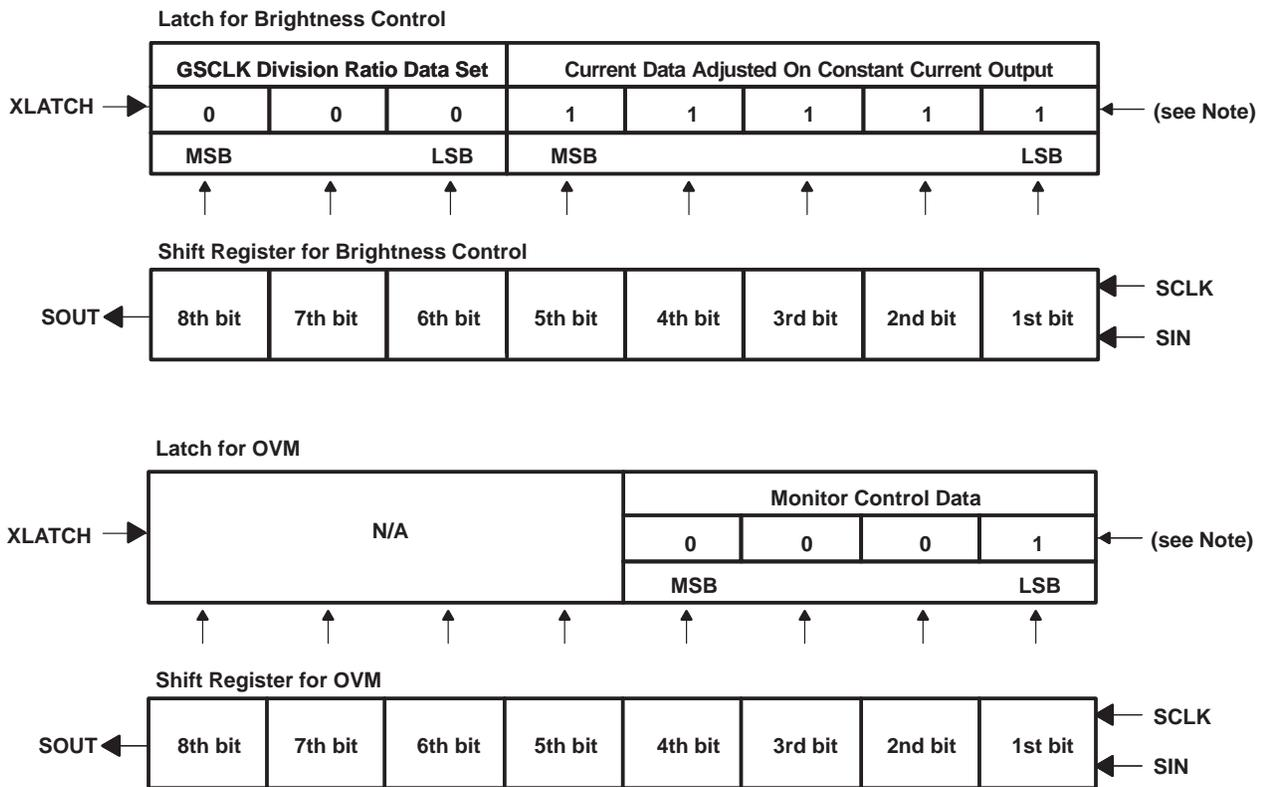 Latch for Brightness Control
GSCLK Division Ratio Data Set Current Data Adjusted On Constant Current Output
XLATCH 0 0 0 1 1 1 1 1 (see Note)
MSB LSB MSB LSB
Shift Register for Brightness Control
SOUT 8th bit 7th bit 6th bit 5th bit 4th bit 3rd bit 2nd bit 1st bit SCLK
SIN
Latch for OVM
Monitor Control Data
XLATCH N/A 0 0 0 1 (see Note)
MSB LSB
Shift Register for OVM
SOUT 8th bit 7th bit 6th bit 5th bit 4th bit 3rd bit 2nd bit 1st bit SCLK
SIN